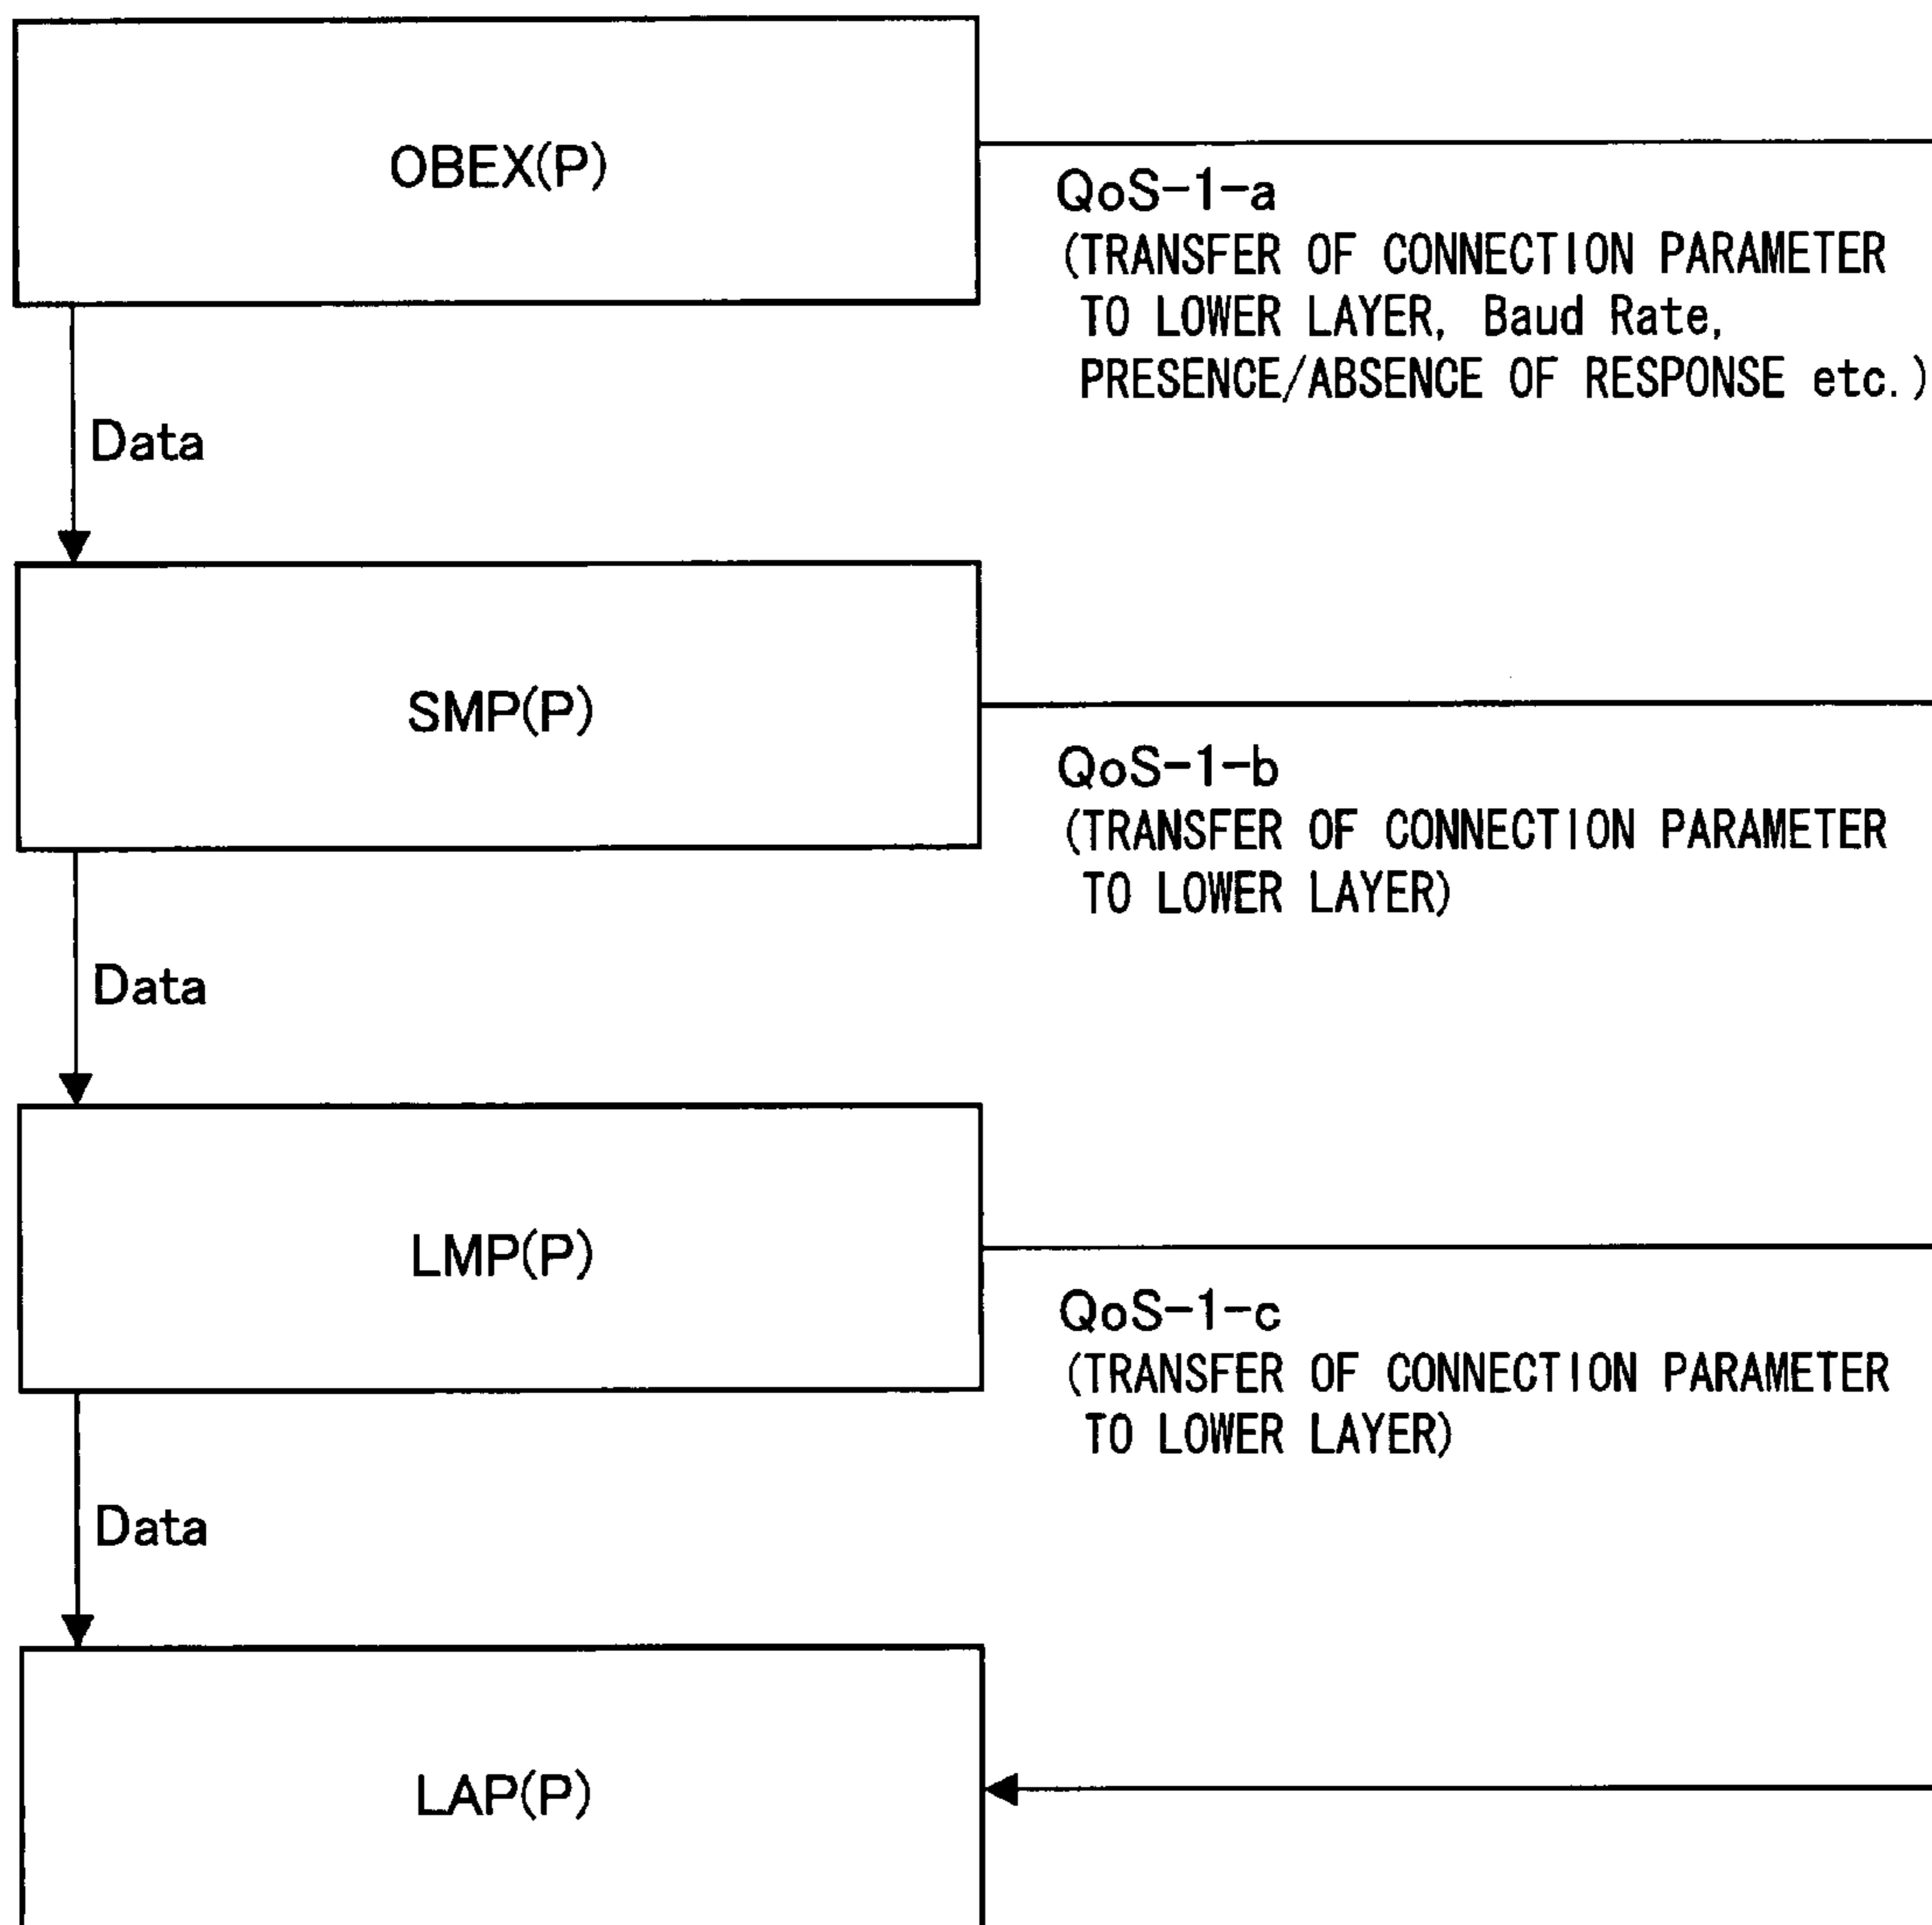 OBEX(P)
QoS-1-a
(TRANSFER OF CONNECTION PARAMETER
TO LOWER LAYER, Baud Rate,
PRESENCE/ABSENCE OF RESPONSE etc.)
Data
SMP(P)
QoS-1-b
(TRANSFER OF CONNECTION PARAMETER
TO LOWER LAYER)
Data
LMP(P)
QoS-1-c
(TRANSFER OF CONNECTION PARAMETER
TO LOWER LAYER)
Data
LAP(P)